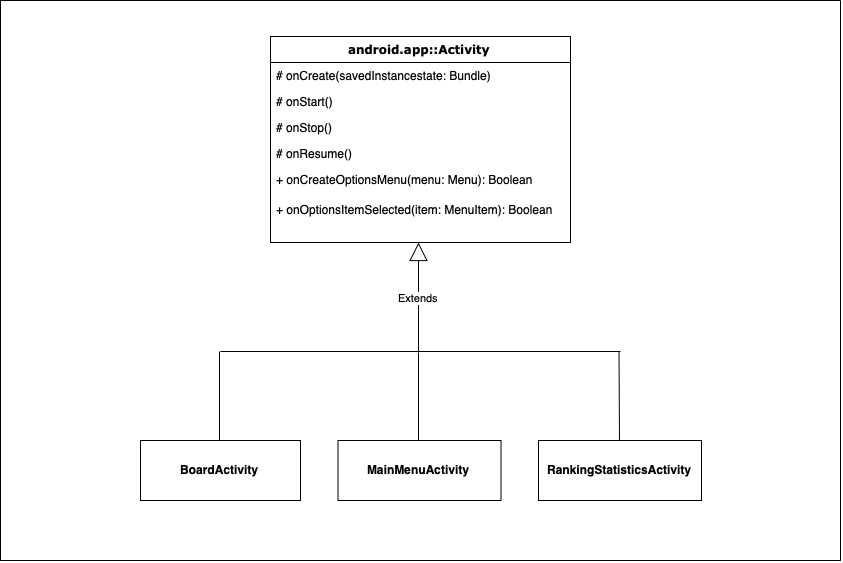 android.app::Activity
# onCreate(savedInstancestate: Bundle)
# onStart()
# onStop()
# onResume()
+ onCreateOptionsMenu(menu: Menu): Boolean
+ onOptionsItemSelected(item: MenuItem): Boolean
Extends
BoardActivity
MainMenuActivity
RankingStatisticsActivity